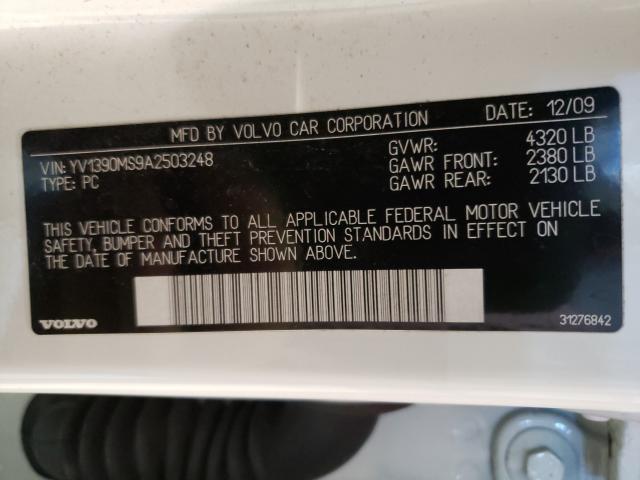 MFD BY VOLVO CAR CORPORATION DATE: 12/09
VIN: YV1390MS9A2503248 GVWR: 4320 LB
TYPE: PC GAWR FRONT: 2380 LB
GAWR REAR: 2130 LB
THIS VEHICLE CONFORMS TO ALL APPLICABLE FEDERAL MOTOR VEHICLE
SAFETY, BUMPER AND THEFT PREVENTION STANDARDS IN EFFECT ON
THE DATE OF MANUFACTURE SHOWN ABOVE.
VOLVO 31276842